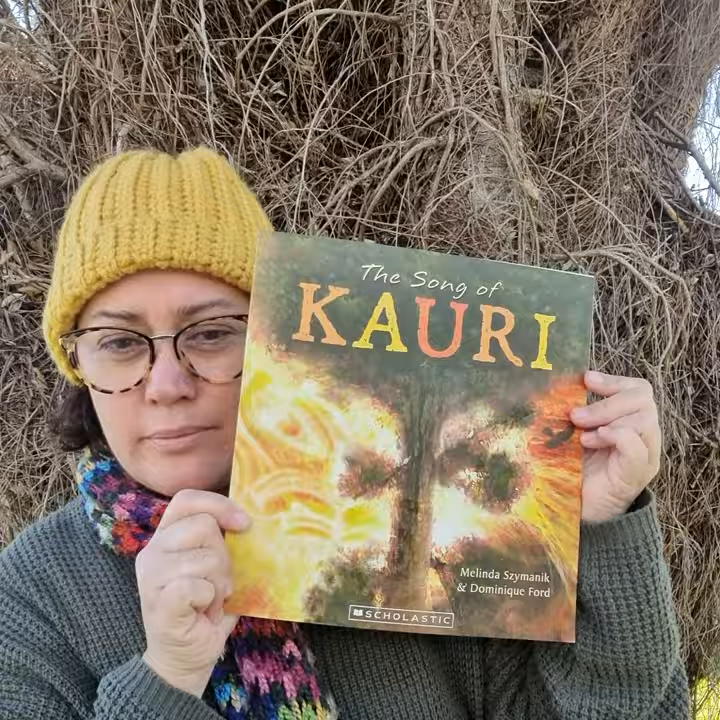 The Song of
KAURI
Melinda Szymanik
& Dominique Ford
SCHOLASTIC